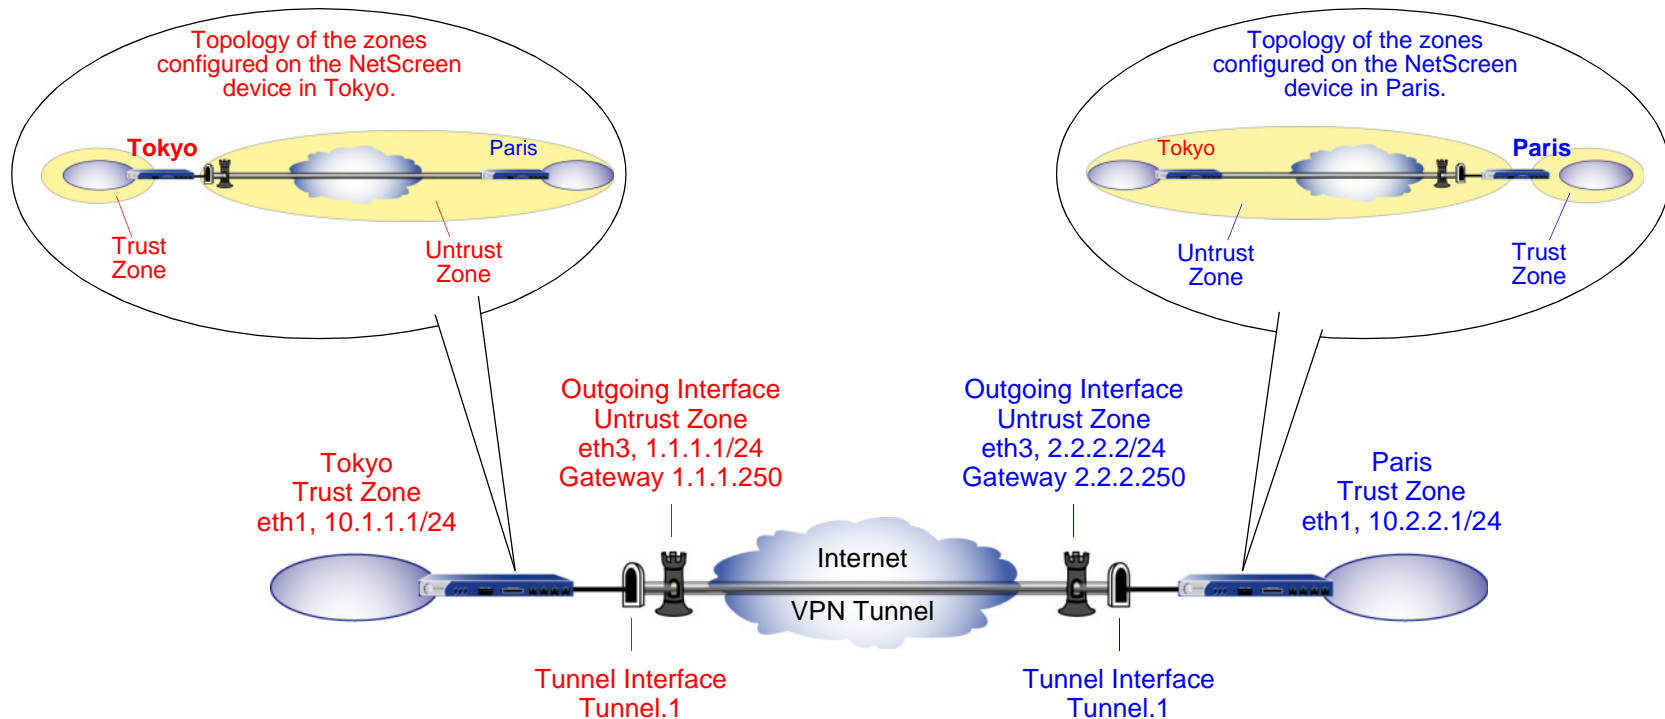 Topology of the zones
configured on the NetScreen
device in Tokyo.
Tokyo
Paris
Trust
Zone
Untrust
Zone
Topology of the zones
configured on the NetScreen
device in Paris.
Tokyo
Paris
Untrust
Zone
Trust
Zone
Outgoing Interface
Untrust Zone
eth3, 1.1.1.1/24
Gateway 1.1.1.250
Outgoing Interface
Untrust Zone
eth3, 2.2.2.2/24
Gateway 2.2.2.250
Tokyo
Trust Zone
eth1, 10.1.1.1/24
Paris
Trust Zone
eth1, 10.2.2.1/24
Internet
VPN Tunnel
Tunnel Interface
Tunnel.1
Tunnel Interface
Tunnel.1